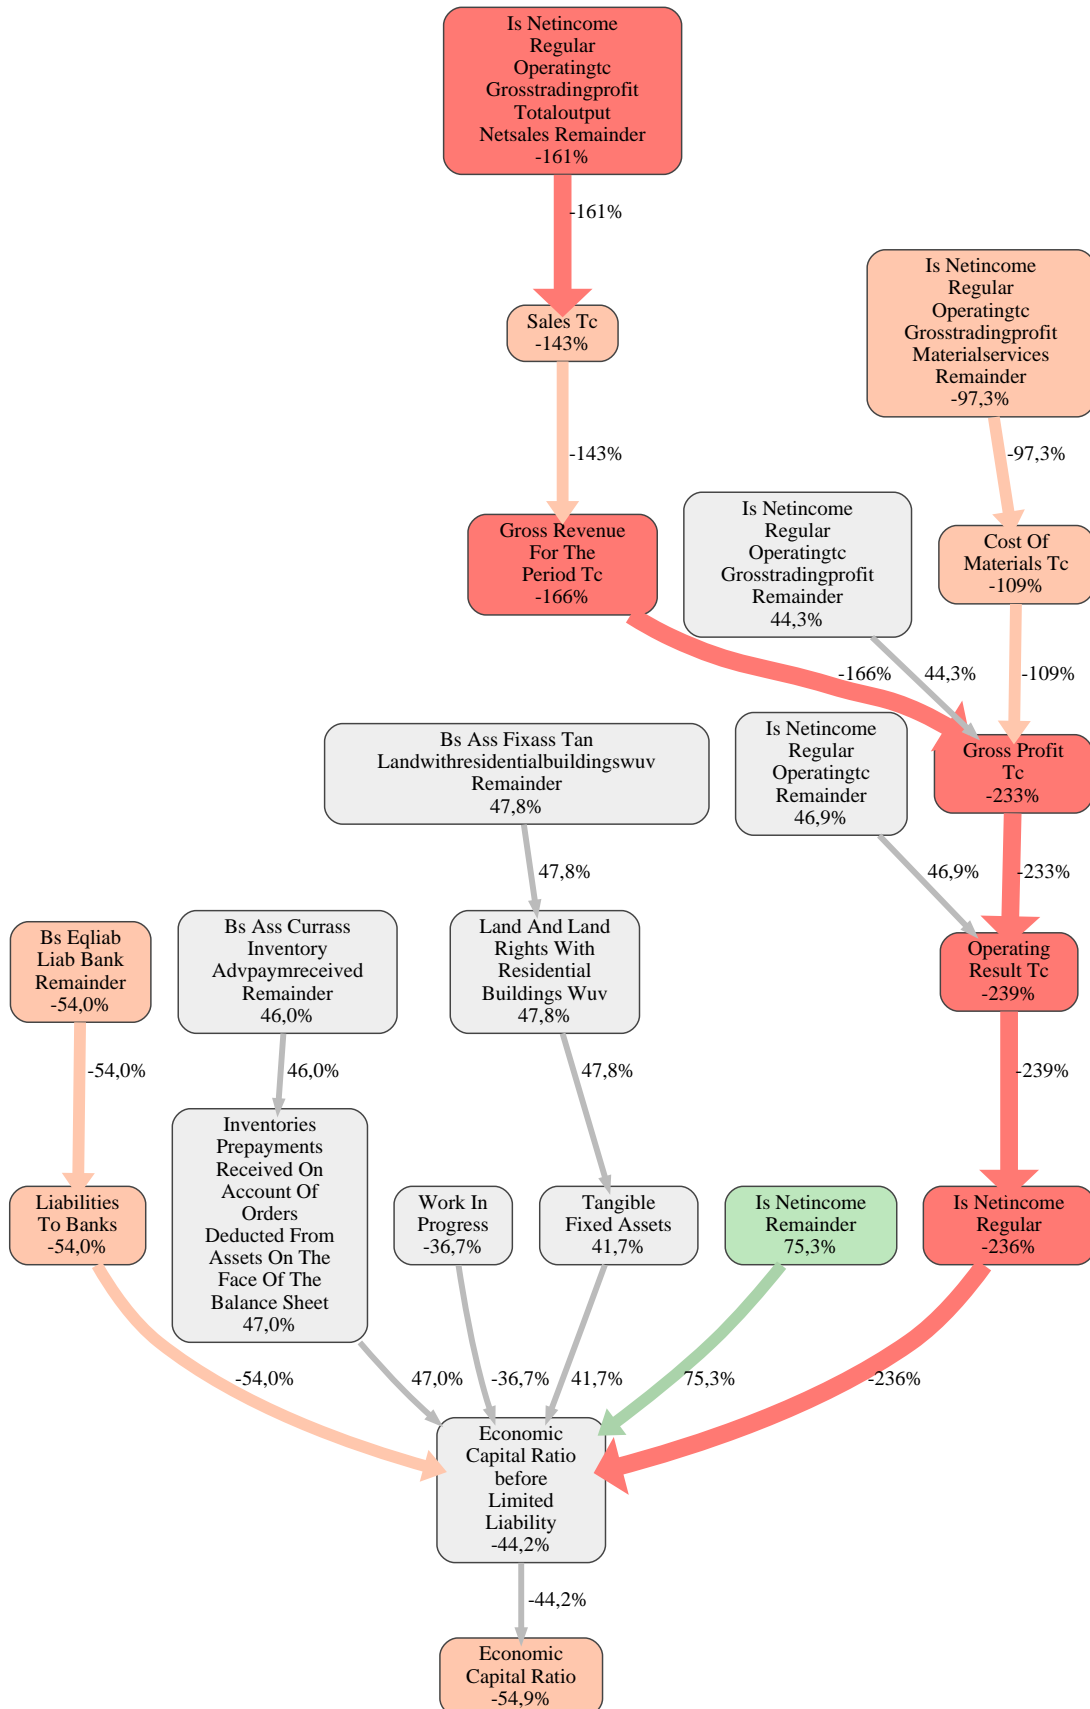 Is Netincome
Regular
Operatingtc
Grosstradingprofit
Totaloutput
Netsales Remainder
-161%
-161%
Is Netincome
Regular
Operatingtc
Grosstradingprofit
Materialservices
Remainder
-97,3%
Sales Tc
-143%
-143%
-97,3%
Is Netincome
Regular
Operatingtc
Grosstradingprofit
Remainder
44,3%
Gross Revenue
For The
Period Tc
-166%
Cost Of
Materials Tc
-109%
-166%
44,3%
-109%
Bs Ass Fixass Tan
Landwithresidentialbuildingswuv
Remainder
47,8%
Is Netincome
Regular
Operatingtc
Remainder
46,9%
Gross Profit
Tc
-233%
47,8%
46,9%
-233%
Bs Eqliab
Liab Bank
Remainder
-54,0%
Bs Ass Currass
Inventory
Advpaymreceived
Remainder
46,0%
Land And Land
Rights With
Residential
Buildings Wuv
47,8%
Operating
Result Tc
-239%
-54,0%
46,0%
47,8%
-239%
Liabilities
To Banks
-54,0%
Inventories
Prepayments
Received On
Account Of
Orders
Deducted From
Assets On The
Face Of The
Balance Sheet
47,0%
Work In
Progress
-36,7%
Tangible
Fixed Assets
41,7%
Is Netincome
Remainder
75,3%
Is Netincome
Regular
-236%
-54,0%
47,0%
-36,7%
41,7%
75,3%
-236%
Economic
Capital Ratio
before
Limited
Liability
-44,2%
-44,2%
Economic
Capital Ratio
-54,9%